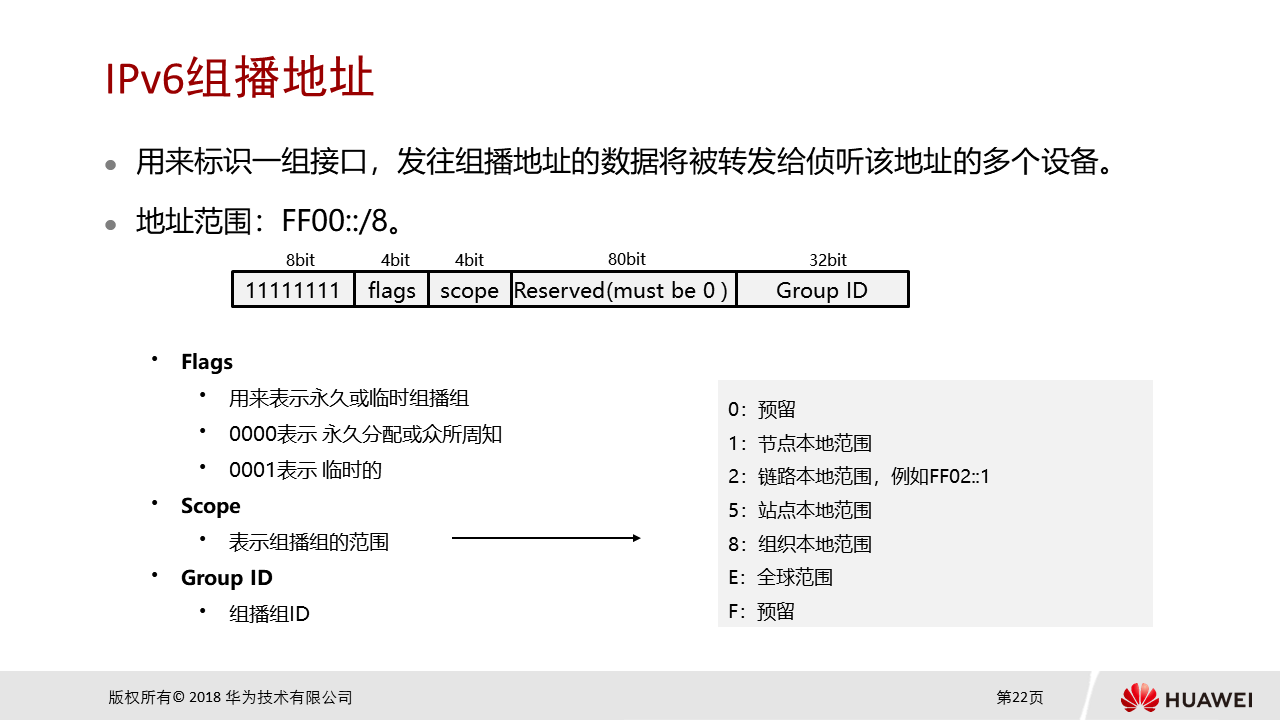 IPv6组播地址
用来标识一组接口，发往组播地址的数据将被转发给侦听该地址的多个设备。
地址范围：FF00::/8。
8bit 4bit 4bit 80bit 32bit
11111111 flags scope Reserved(must be 0 ) Group ID
Flags
用来表示永久或临时组播组
0000表示 永久分配或众所周知
0001表示 临时的
Scope
表示组播组的范围
Group ID
组播组ID
0：预留
1：节点本地范围
2：链路本地范围，例如FF02::1
5：站点本地范围
8：组织本地范围
E：全球范围
F：预留
版权所有© 2018 华为技术有限公司
第22页
HUAWEI